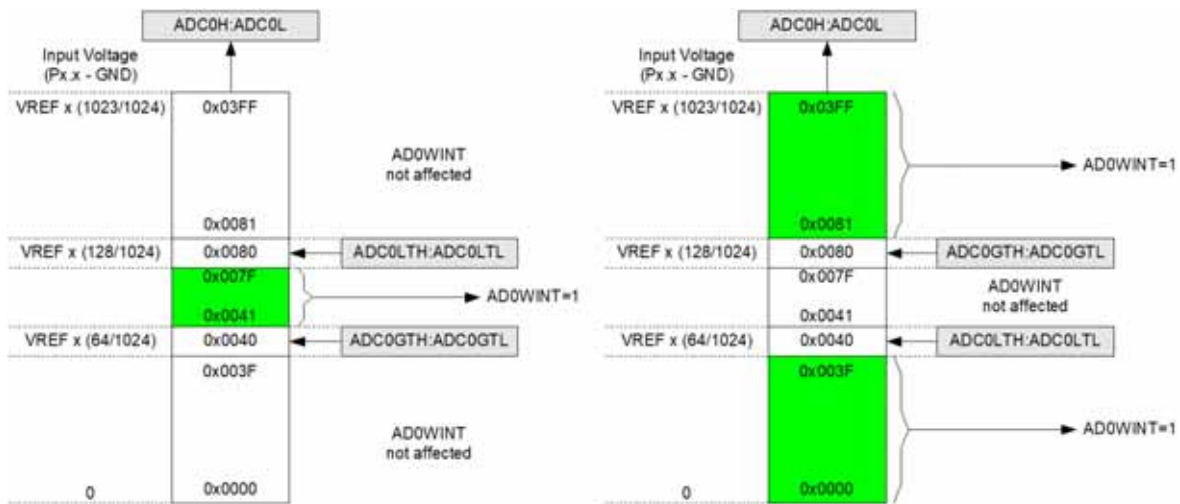 ADC0H:ADC0L
Input Voltage
(Px.x - GND)
VREF x (1023/1024)
0x03FF
AD0WINT
not affected
0x0081
VREF x (128/1024)
0x0080
ADC0LTH:ADC0LTL
0x007F
AD0WINT=1
0x0041
VREF x (64/1024)
0x0040
ADC0GTH:ADC0GTL
0x003F
AD0WINT
not affected
0
0x0000
ADC0H:ADC0L
Input Voltage
(Px.x - GND)
VREF x (1023/1024)
0x03FF
AD0WINT=1
0x0081
VREF x (128/1024)
0x0080
ADC0GTH:ADC0GTL
0x007F
AD0WINT
not affected
0x0041
VREF x (64/1024)
0x0040
ADC0LTH:ADC0LTL
0x003F
AD0WINT=1
0
0x0000